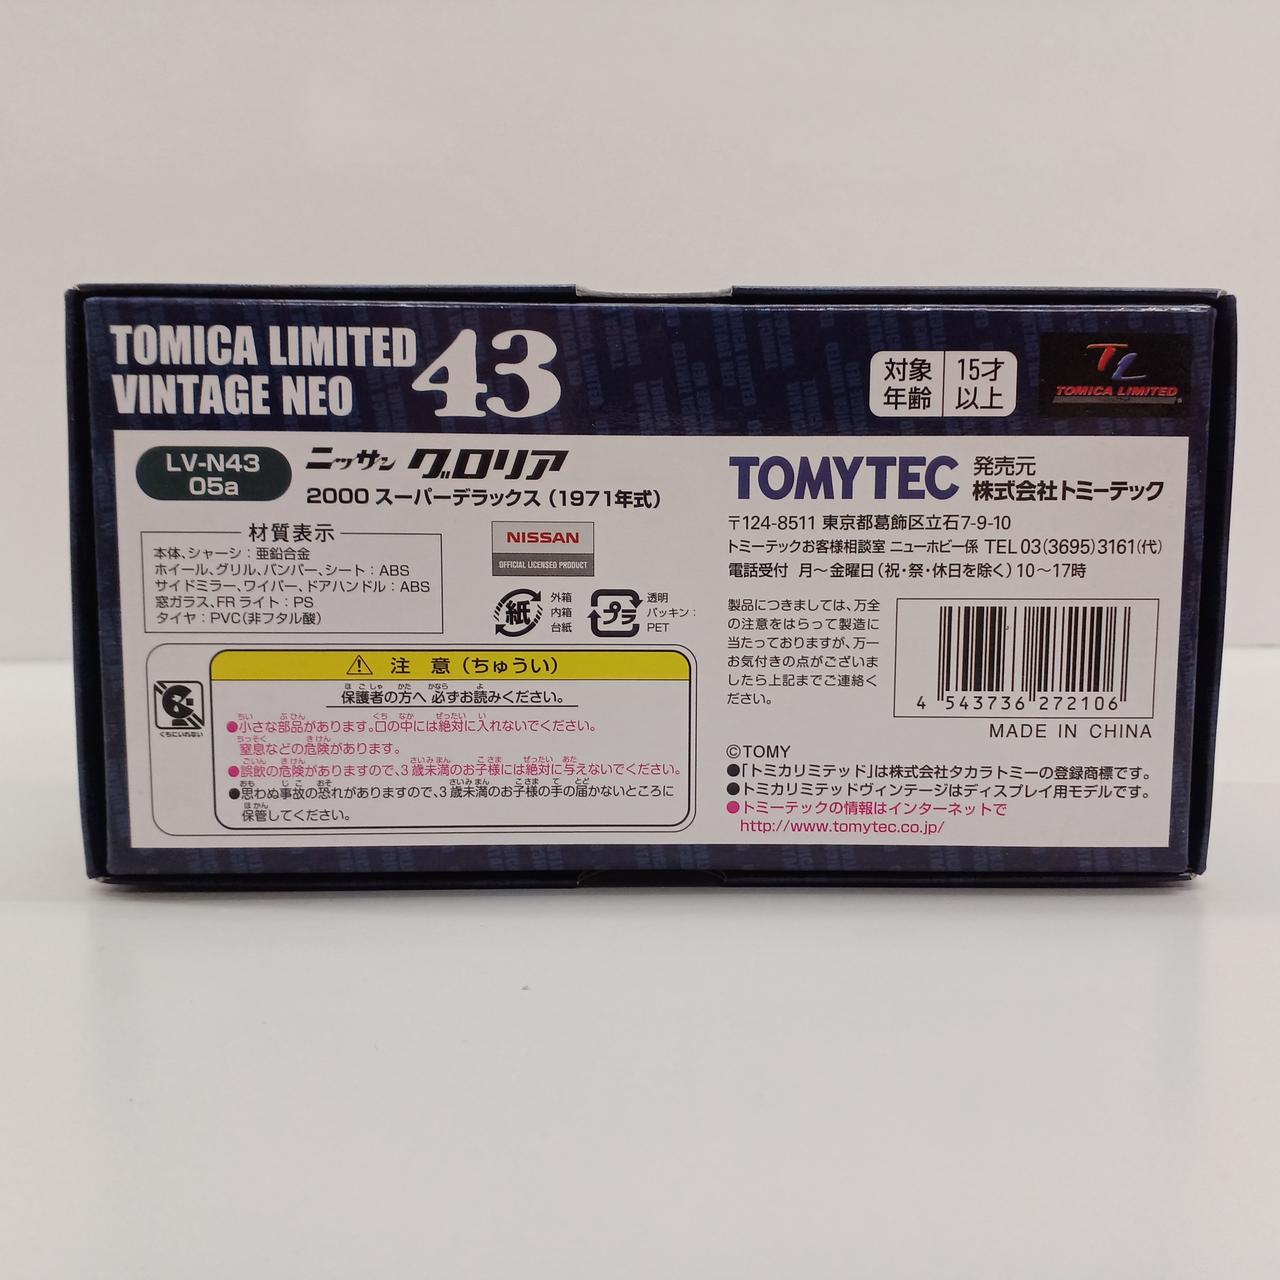 TOMICA LIMITED
VINTAGE NEO 43
対象年齢 15才以上
TOMICA LIMITED
LV-N43
05a
ニッサン グロリア
2000 スーパーデラックス（1971年式）
材質表示
本体、シャーシ：亜鉛合金
ホイール、グリル、バンパー、シート：ABS
サイドミラー、ワイパー、ドアハンドル：ABS
窓ガラス、FRライト：PS
タイヤ：PVC（非フタル酸）
NISSAN
OFFICIAL LICENSED PRODUCT
紙
外箱
内箱
台紙
プラ
透明
パッキン：
PET
くちにいれない
注 意（ちゅうい）
保護者の方へ 必ずお読みください。
●小さな部品があります。口の中には絶対に入れないでください。
窒息などの危険があります。
●誤飲の危険がありますので、3歳未満のお子様には絶対に与えないでください。
●思わぬ事故の恐れがありますので、3歳未満のお子様の手の届かないところに
保管してください。
TOMYTEC
発売元
株式会社トミーテック
〒124-8511 東京都葛飾区立石7-9-10
トミーテックお客様相談室 ニューホビー係 TEL 03（3695）3161（代）
電話受付 月～金曜日（祝・祭・休日を除く）10～17時
製品につきましては、万全
の注意をはらって製造に
当たっておりますが、万一
お気付きの点がございま
したら上記までご連絡く
ださい。
4 543736 272106
MADE IN CHINA
©TOMY
●「トミカリミテッド」は株式会社タカラトミーの登録商標です。
●トミカリミテッドヴィンテージはディスプレイ用モデルです。
●トミーテックの情報はインターネットで
http://www.tomytec.co.jp/